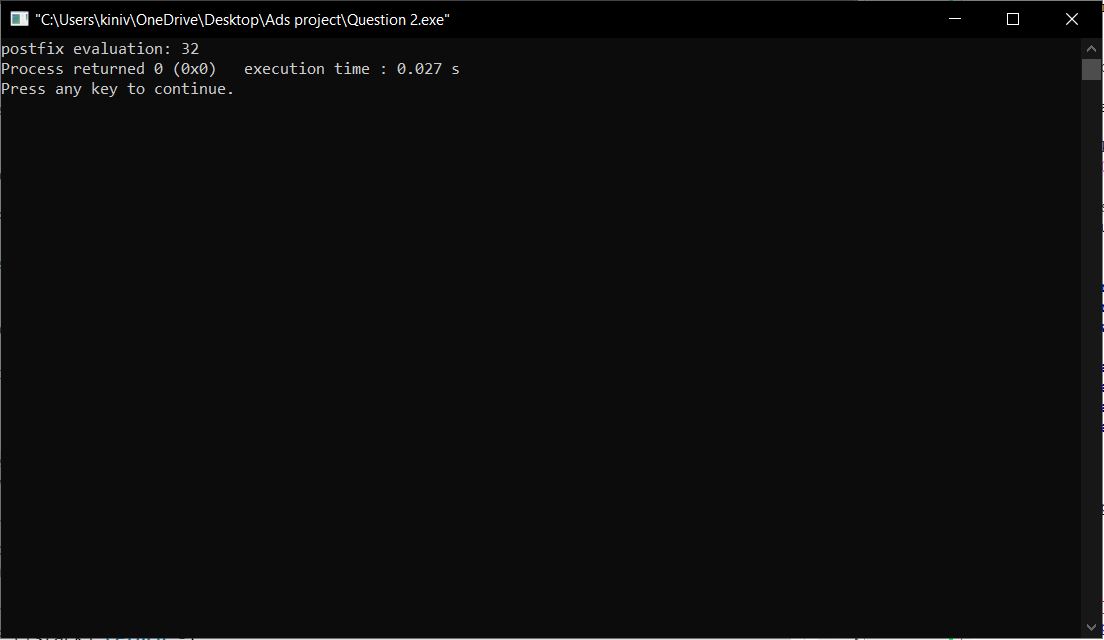 "C:\Users\kiniv\OneDrive\Desktop\Ads project\Question 2.exe"
postfix evaluation: 32
Process returned 0 (0x0)   execution time : 0.027 s
Press any key to continue.